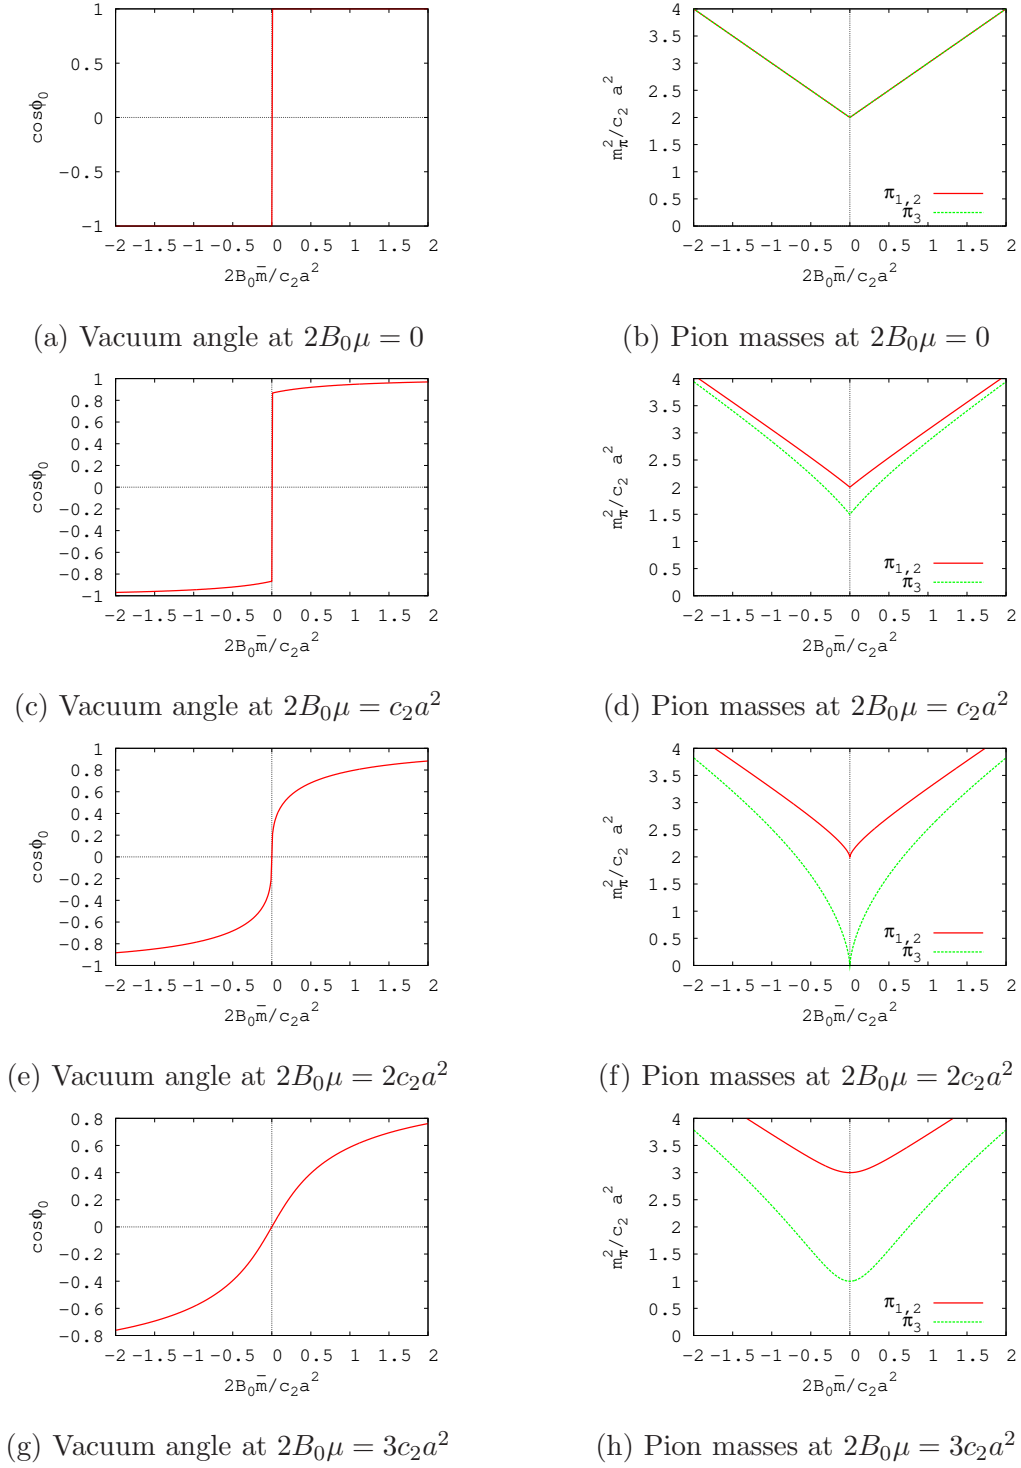 1
0.5
0
−0.5
−1
cosϕ₀
−2 −1.5 −1 −0.5 0 0.5 1 1.5 2
2B₀m̄/c₂a²
4
3.5
3
2.5
2
1.5
1
0.5
0
m²π/c₂ a²
π₁,₂
π₃
−2 −1.5 −1 −0.5 0 0.5 1 1.5 2
2B₀m̄/c₂a²
(a) Vacuum angle at 2B₀μ = 0
(b) Pion masses at 2B₀μ = 0
1
0.8
0.6
0.4
0.2
0
−0.2
−0.4
−0.6
−0.8
−1
cosϕ₀
−2 −1.5 −1 −0.5 0 0.5 1 1.5 2
2B₀m̄/c₂a²
4
3.5
3
2.5
2
1.5
1
0.5
0
m²π/c₂ a²
π₁,₂
π₃
−2 −1.5 −1 −0.5 0 0.5 1 1.5 2
2B₀m̄/c₂a²
(c) Vacuum angle at 2B₀μ = c₂a²
(d) Pion masses at 2B₀μ = c₂a²
1
0.8
0.6
0.4
0.2
0
−0.2
−0.4
−0.6
−0.8
−1
cosϕ₀
−2 −1.5 −1 −0.5 0 0.5 1 1.5 2
2B₀m̄/c₂a²
4
3.5
3
2.5
2
1.5
1
0.5
0
m²π/c₂ a²
π₁,₂
π₃
−2 −1.5 −1 −0.5 0 0.5 1 1.5 2
2B₀m̄/c₂a²
(e) Vacuum angle at 2B₀μ = 2c₂a²
(f) Pion masses at 2B₀μ = 2c₂a²
0.8
0.6
0.4
0.2
0
−0.2
−0.4
−0.6
−0.8
cosϕ₀
−2 −1.5 −1 −0.5 0 0.5 1 1.5 2
2B₀m̄/c₂a²
4
3.5
3
2.5
2
1.5
1
0.5
0
m²π/c₂ a²
π₁,₂
π₃
−2 −1.5 −1 −0.5 0 0.5 1 1.5 2
2B₀m̄/c₂a²
(g) Vacuum angle at 2B₀μ = 3c₂a²
(h) Pion masses at 2B₀μ = 3c₂a²